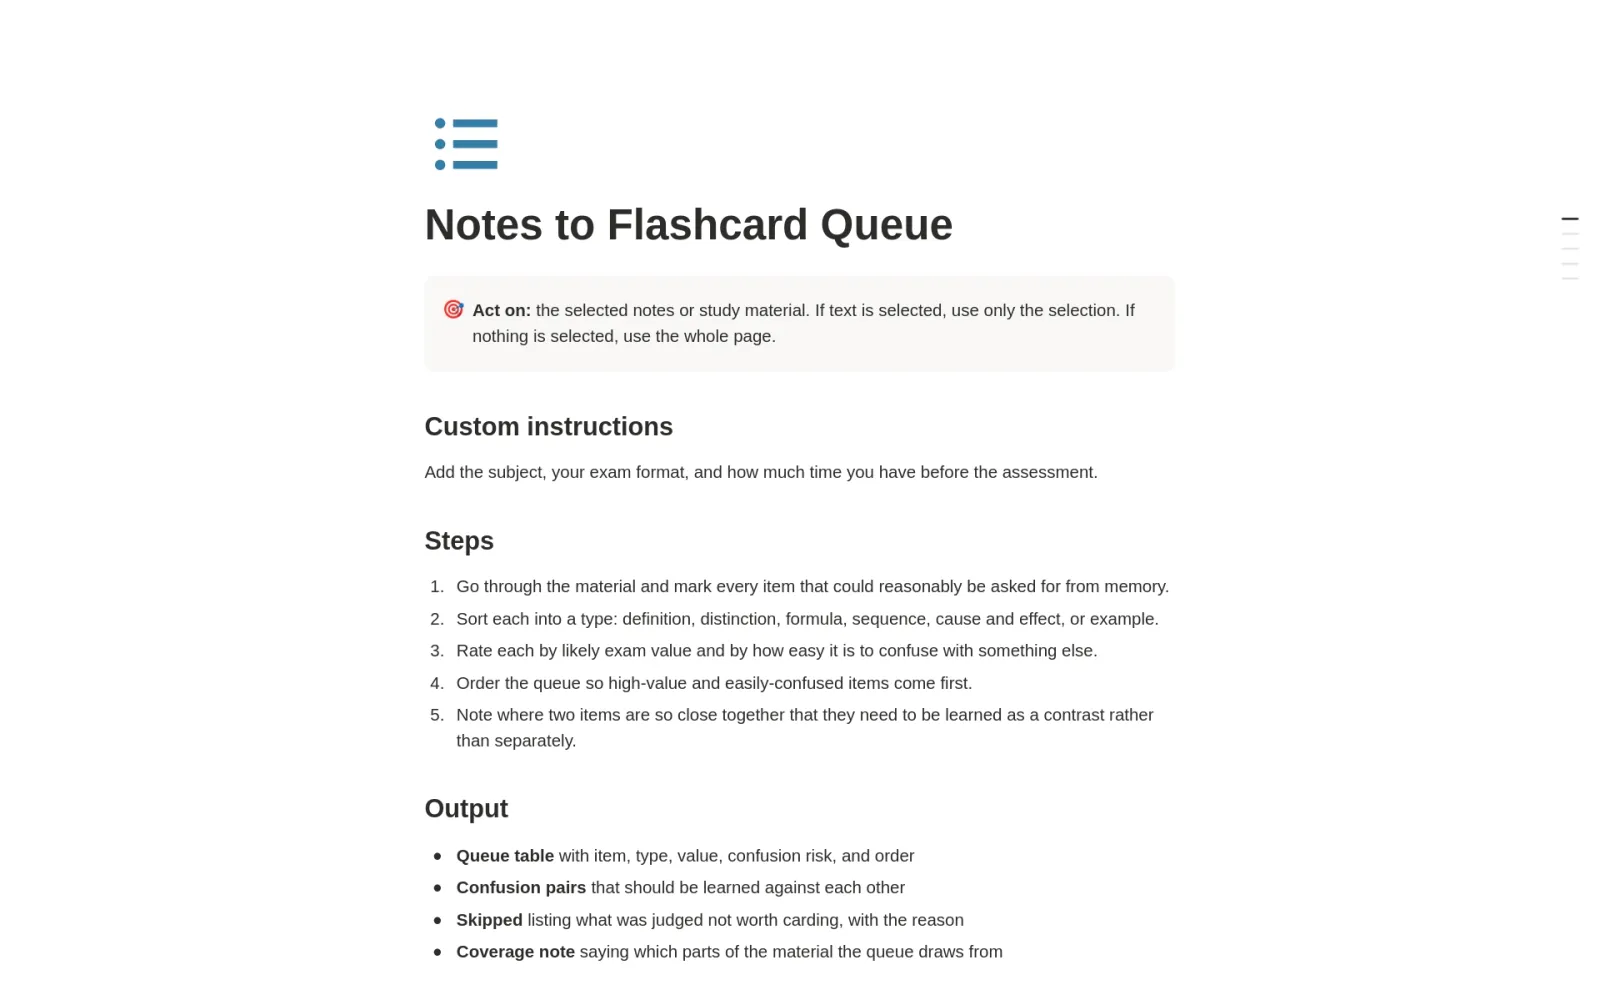 Notes to Flashcard Queue
Act on: the selected notes or study material. If text is selected, use only the selection. If
nothing is selected, use the whole page.
Custom instructions
Add the subject, your exam format, and how much time you have before the assessment.
Steps
1. Go through the material and mark every item that could reasonably be asked for from memory.
2. Sort each into a type: definition, distinction, formula, sequence, cause and effect, or example.
3. Rate each by likely exam value and by how easy it is to confuse with something else.
4. Order the queue so high-value and easily-confused items come first.
5. Note where two items are so close together that they need to be learned as a contrast rather
than separately.
Output
• Queue table with item, type, value, confusion risk, and order
• Confusion pairs that should be learned against each other
• Skipped listing what was judged not worth carding, with the reason
• Coverage note saying which parts of the material the queue draws from